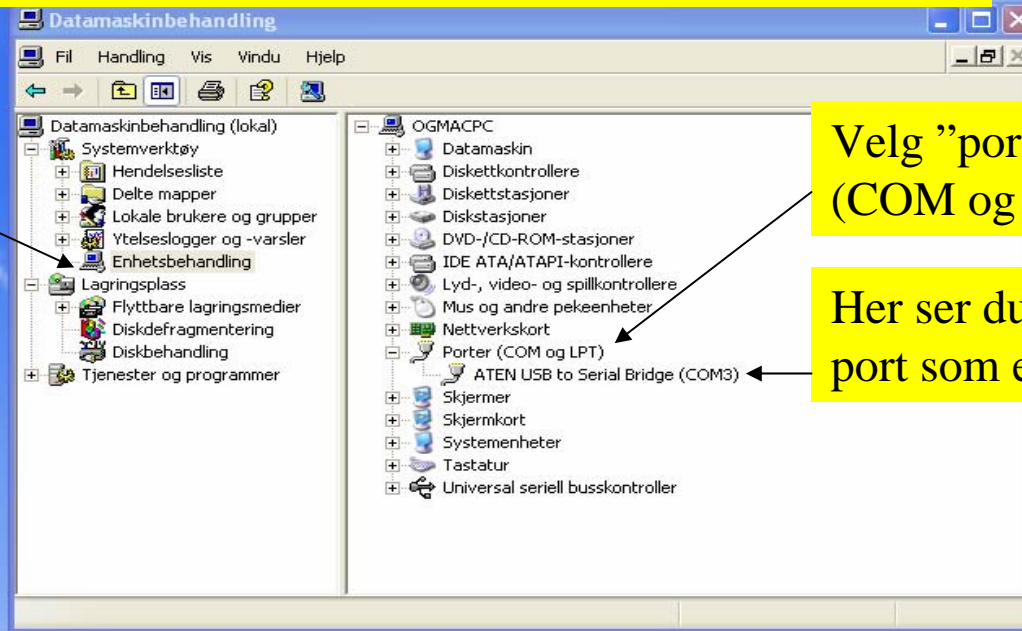 Datamaskinbehandling
Fil Handling Vis Vindu Hjelp
Datamaskinbehandling (lokal)
Systemverktøy
Hendelsesliste
Delte mapper
Lokale brukere og grupper
Ytelseslogger og -varsler
Enhetsbehandling
Lagringsplass
Flyttbare lagringsmedier
Diskdefragmentering
Diskbehandling
Tjenester og programmer
OGMACPC
Datamaskin
Diskettkontrollere
Diskettstasjoner
Diskstasjoner
DVD-/CD-ROM-stasjoner
IDE ATA/ATAPI-kontrollere
Lyd-, video- og spillkontrollere
Mus og andre pekeenheter
Nettverkskort
Porter (COM og LPT)
ATEN USB to Serial Bridge (COM3)
Skjermer
Skjermkort
Systemenheter
Tastatur
Universal seriell busskontroller
Velg ”por
(COM og
Her ser du
port som e